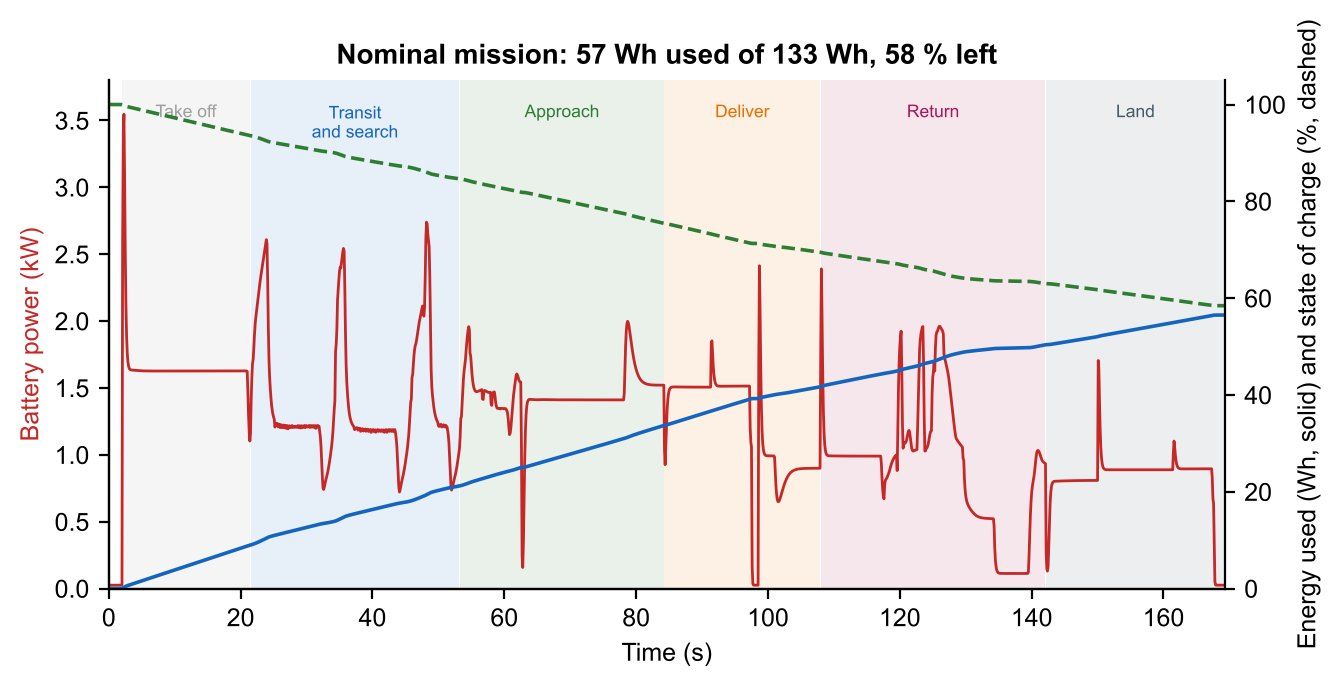 Nominal mission: 57 Wh used of 133 Wh, 58 % left
Take off
Transit
and search
Approach
Deliver
Return
Land
Battery power (kW)
3.5
3.0
2.5
2.0
1.5
1.0
0.5
0.0
100
80
60
40
20
0
Energy used (Wh, solid) and state of charge (%, dashed)
0 20 40 60 80 100 120 140 160
Time (s)